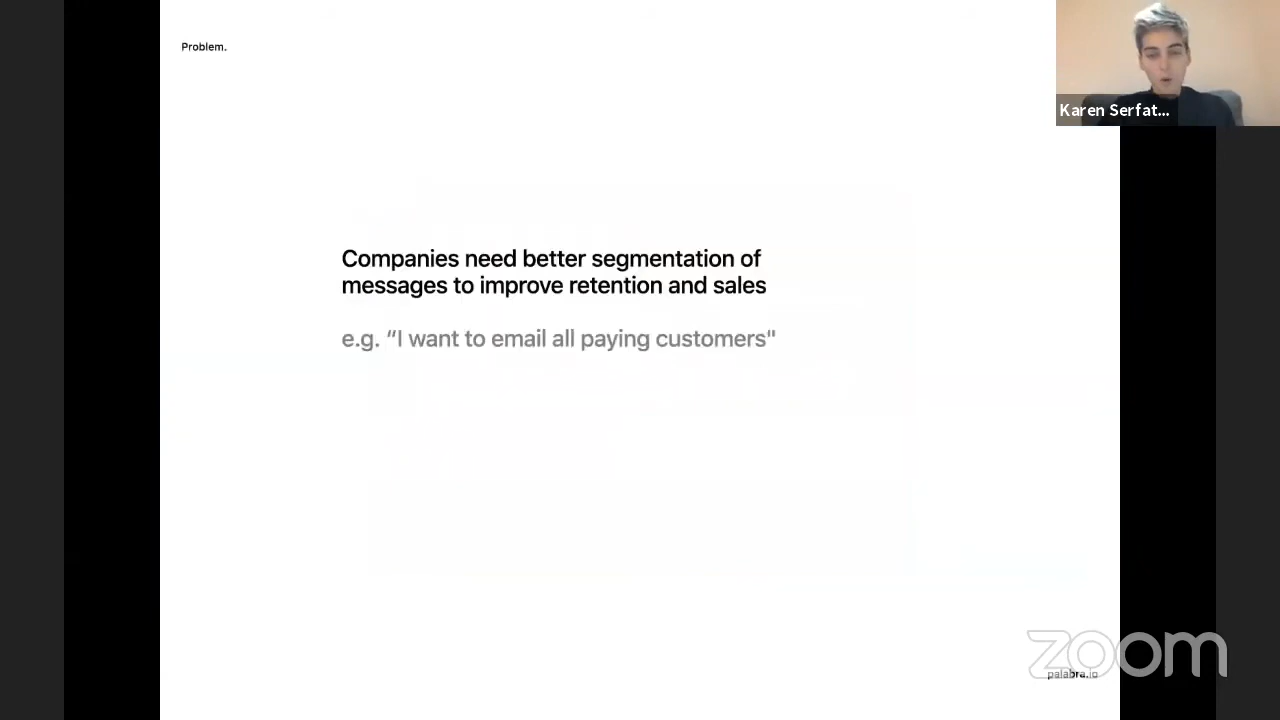 Problem.
Karen Serfat...
Companies need better segmentation of
messages to improve retention and sales
e.g. “I want to email all paying customers"
zoom
palabra.io